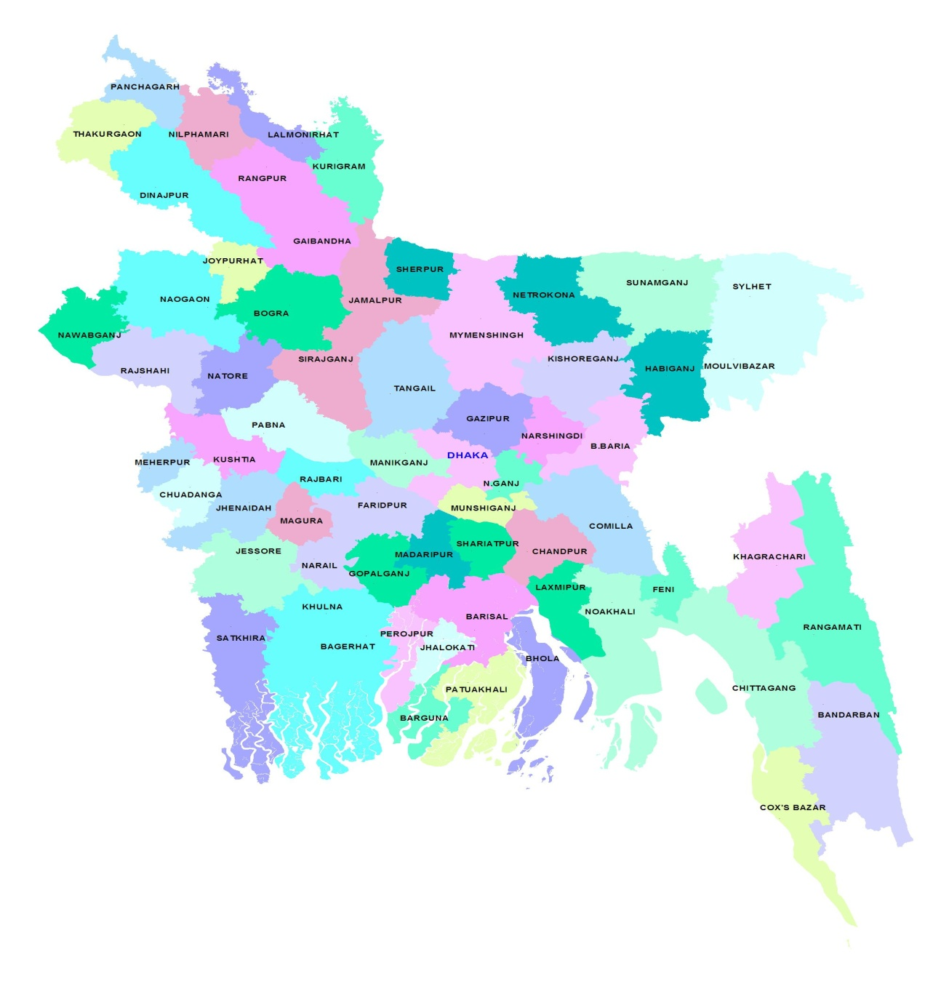 PANCHAGARH
THAKURGAON
NILPHAMARI
LALMONIRHAT
KURIGRAM
RANGPUR
DINAJPUR
GAIBANDHA
JOYPURHAT
SHERPUR
SUNAMGANJ
SYLHET
NETROKONA
NAOGAON
JAMALPUR
BOGRA
NAWABGANJ
MYMENSHINGH
SIRAJGANJ
KISHOREGANJ
MOULVIBAZAR
HABIGANJ
RAJSHAHI
NATORE
TANGAIL
GAZIPUR
PABNA
NARSHINGDI
B.BARIA
DHAKA
KUSHTIA
MEHERPUR
MANIKGANJ
RAJBARI
N.GANJ
CHUADANGA
FARIDPUR
JHENAIDAH
MUNSHIGANJ
MAGURA
COMILLA
SHARIATPUR
JESSORE
CHANDPUR
MADARIPUR
KHAGRACHARI
NARAIL
GOPALGANJ
LAXMIPUR
FENI
KHULNA
NOAKHALI
BARISAL
RANGAMATI
PEROJPUR
SATKHIRA
BAGERHAT
JHALOKATI
BHOLA
CHITTAGANG
PATUAKHALI
BANDARBAN
BARGUNA
COX'S BAZAR